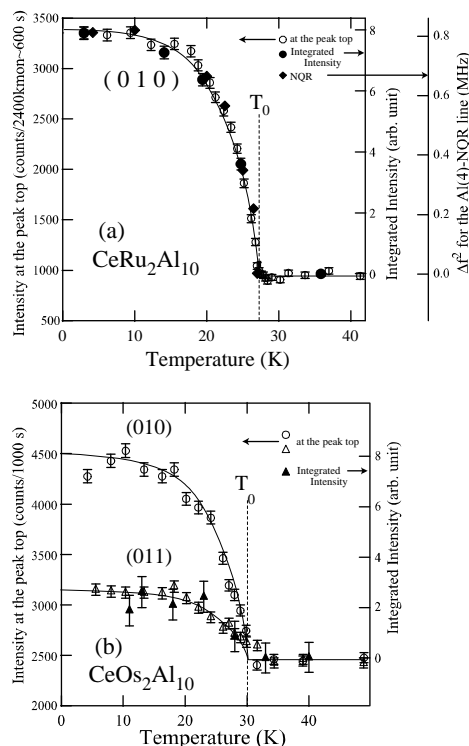 3500
3000
2500
2000
1500
1000
500
Intensity at the peak top (counts/2400kmon~600 s)
at the peak top
Integrated
Intensity
NQR
(010)
T0
(a)
CeRu2Al10
8
6
4
2
0
Integrated Intensity (arb. unit)
0.8
0.6
0.4
0.2
0.0
Δf2 for the Al(4)-NQR line (MHz)
0
10
20
30
40
Temperature (K)
5000
4500
4000
3500
3000
2500
2000
Intensity at the peak top (counts/1000 s)
(010)
at the peak top
Integrated
Intensity
T0
(011)
(b)
CeOs2Al10
8
6
4
2
0
Integrated Intensity (arb. unit)
0
10
20
30
40
Temperature (K)